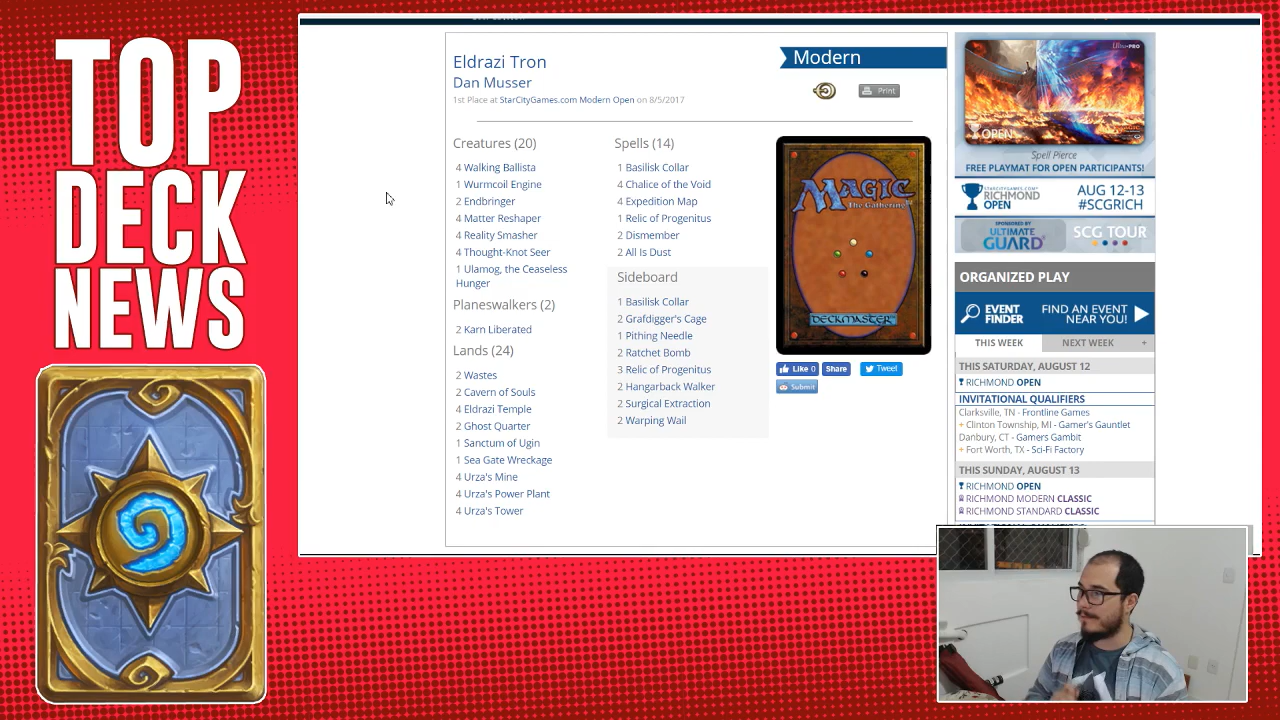 TOP
DECK
NEWS
Eldrazi Tron
Dan Musser
1st Place at StarCityGames.com Modern Open on 8/5/2017
Modern
Print
Creatures (20)
4 Walking Ballista
1 Wurmcoil Engine
2 Endbringer
4 Matter Reshaper
4 Reality Smasher
4 Thought-Knot Seer
1 Ulamog, the Ceaseless
Hunger
Planeswalkers (2)
2 Karn Liberated
Lands (24)
2 Wastes
2 Cavern of Souls
4 Eldrazi Temple
2 Ghost Quarter
1 Sanctum of Ugin
1 Sea Gate Wreckage
4 Urza's Mine
4 Urza's Power Plant
4 Urza's Tower
Spells (14)
1 Basilisk Collar
4 Chalice of the Void
4 Expedition Map
1 Relic of Progenitus
2 Dismember
2 All Is Dust
Sideboard
1 Basilisk Collar
2 Grafdigger's Cage
1 Pithing Needle
2 Ratchet Bomb
3 Relic of Progenitus
2 Hangarback Walker
2 Surgical Extraction
2 Warping Wail
MAGIC
The Gathering
DECKMASTER
Like 0
Share
Tweet
Submit
Ultra-PRO
OPEN
MAGIC
Spell Pierce
FREE PLAYMAT FOR OPEN PARTICIPANTS!
STARCITYGAMES.COM
RICHMOND
OPEN
AUG 12-13
#SCGRICH
SPONSORED BY
ULTIMATE
GUARD
SCG TOUR
ORGANIZED PLAY
EVENT
FINDER
FIND AN EVENT
NEAR YOU!
THIS WEEK
NEXT WEEK +
THIS SATURDAY, AUGUST 12
RICHMOND OPEN
INVITATIONAL QUALIFIERS
Clarksville, TN - Frontline Games
+ Clinton Township, MI - Gamer's Gauntlet
Danbury, CT - Gamers Gambit
+ Fort Worth, TX - Sci-Fi Factory
THIS SUNDAY, AUGUST 13
RICHMOND OPEN
RICHMOND MODERN CLASSIC
RICHMOND STANDARD CLASSIC